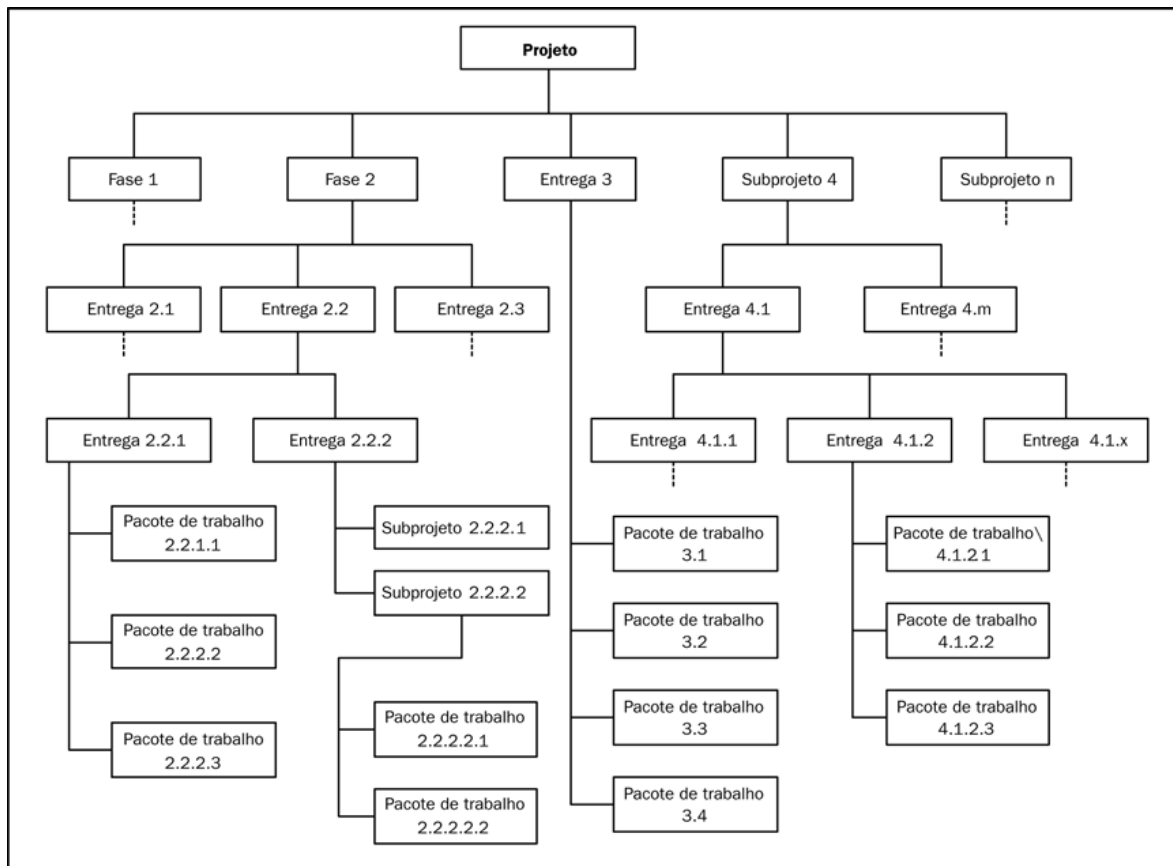 Projeto
Fase 1
Fase 2
Entrega 3
Subprojeto 4
Subprojeto n
Entrega 2.1
Entrega 2.2
Entrega 2.3
Entrega 4.1
Entrega 4.m
Entrega 2.2.1
Entrega 2.2.2
Entrega 4.1.1
Entrega 4.1.2
Entrega 4.1.x
Pacote de trabalho
2.2.1.1
Pacote de trabalho
2.2.2.2
Pacote de trabalho
2.2.2.3
Subprojeto 2.2.2.1
Subprojeto 2.2.2.2
Pacote de trabalho
2.2.2.2.1
Pacote de trabalho
2.2.2.2.2
Pacote de trabalho
3.1
Pacote de trabalho
3.2
Pacote de trabalho
3.3
Pacote de trabalho
3.4
Pacote de trabalho\
4.1.2 1
Pacote de trabalho
4.1.2.2
Pacote de trabalho
4.1.2.3